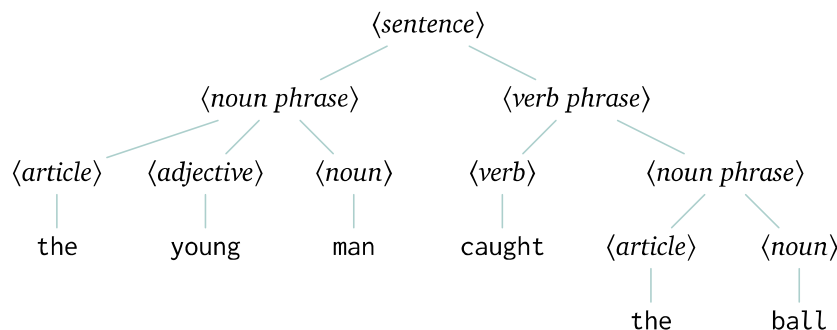 ⟨sentence⟩
⟨noun phrase⟩ ⟨verb phrase⟩
⟨article⟩ ⟨adjective⟩ ⟨noun⟩ ⟨verb⟩ ⟨noun phrase⟩
the young man caught ⟨article⟩ ⟨noun⟩
the ball